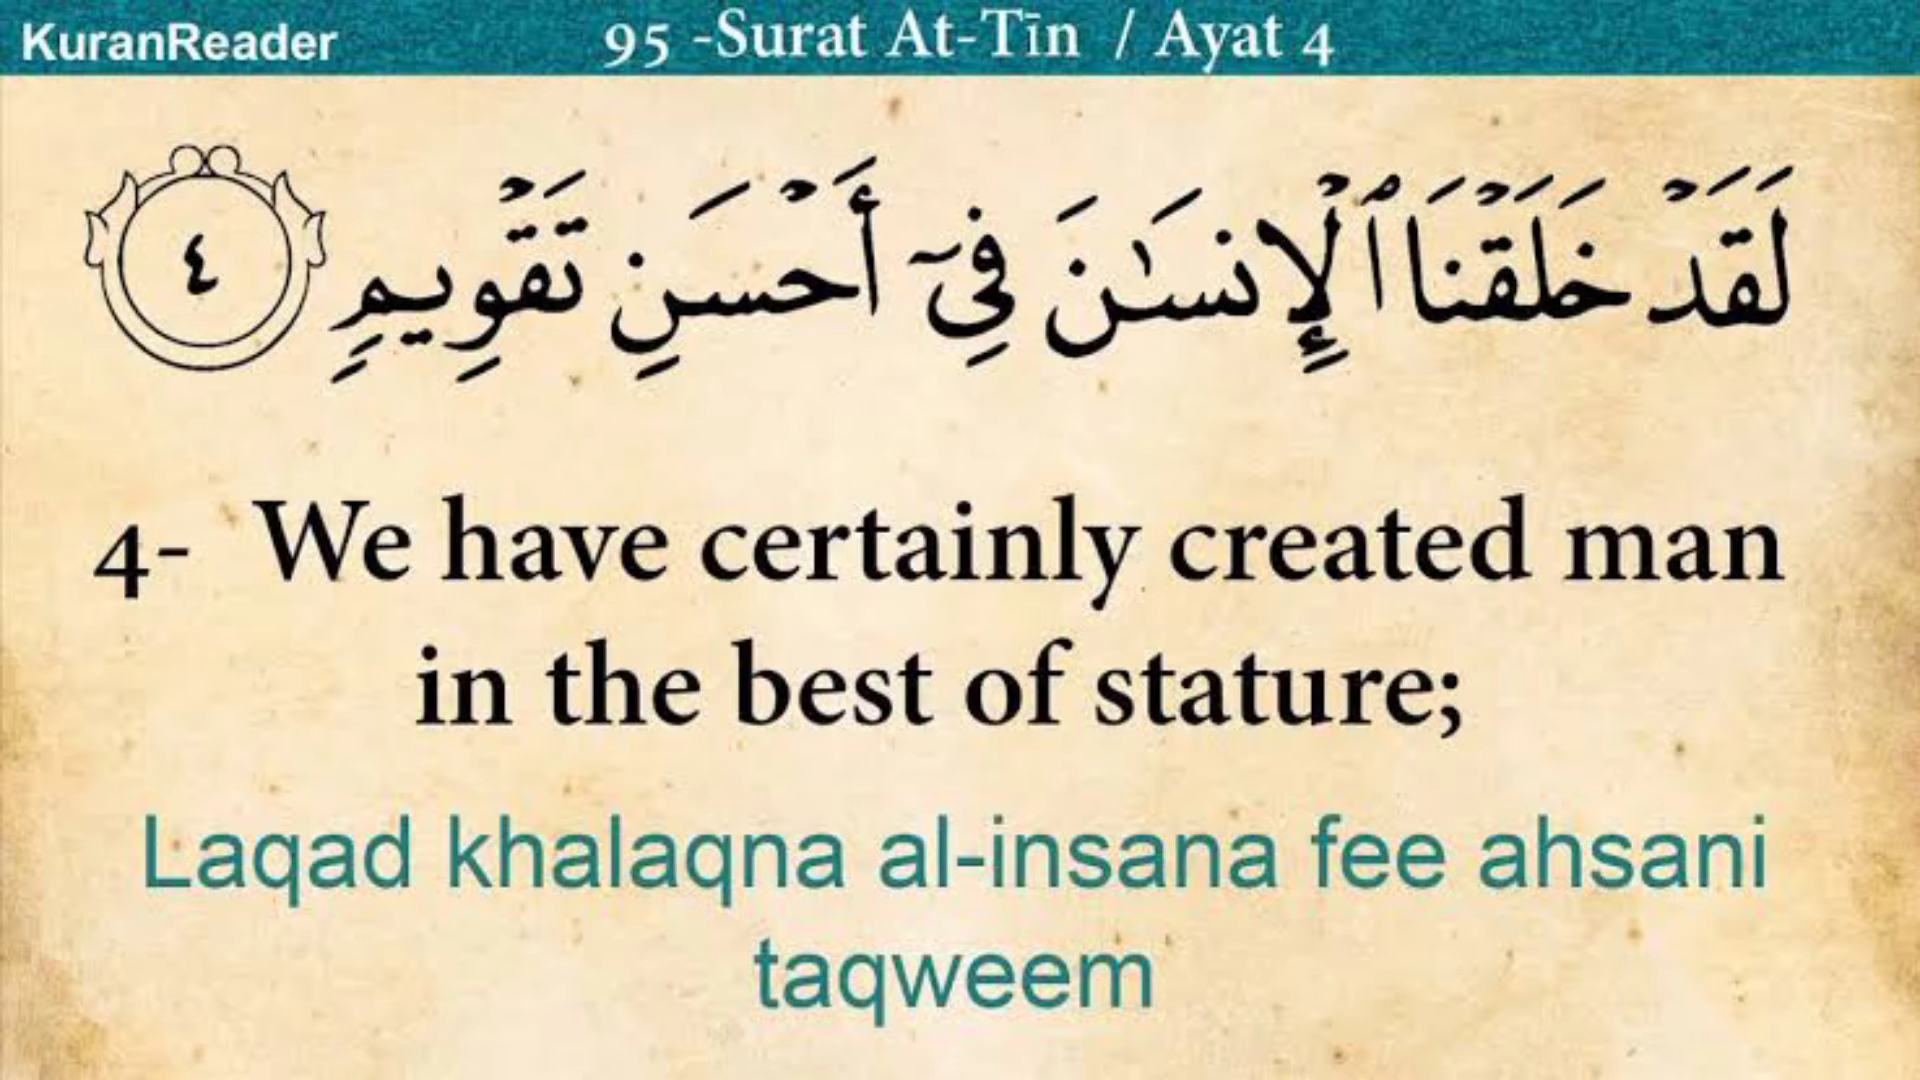 KuranReader
95 -Surat At-Tīn / Ayat 4
لَقَدْ خَلَقْنَا ٱلْإِنسَـٰنَ فِىٓ أَحْسَنِ تَقْوِيمٍ ٤
4- We have certainly created man
in the best of stature;
Laqad khalaqna al-insana fee ahsani
taqweem